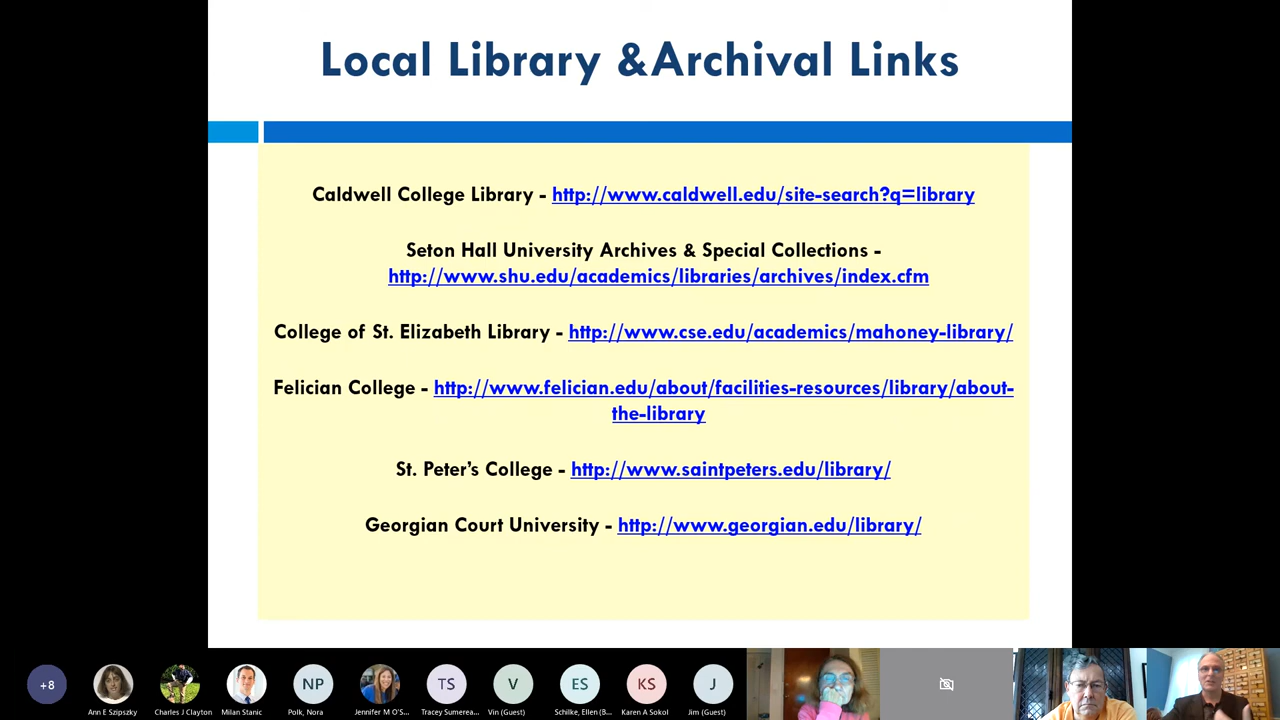 Local Library &Archival Links
Caldwell College Library - http://www.caldwell.edu/site-search?q=library
Seton Hall University Archives & Special Collections -
http://www.shu.edu/academics/libraries/archives/index.cfm
College of St. Elizabeth Library - http://www.cse.edu/academics/mahoney-library/
Felician College - http://www.felician.edu/about/facilities-resources/library/about-
the-library
St. Peter's College - http://www.saintpeters.edu/library/
Georgian Court University - http://www.georgian.edu/library/
+8
NP
TS
V
ES
KS
J
Ann E Szipszky
Charles J Clayton
Milan Stanic
Polk, Nora
Jennifer M O'S...
Tracey Sumerea...
Vin (Guest)
Schilke, Ellen (B...
Karen A Sokol
Jim (Guest)